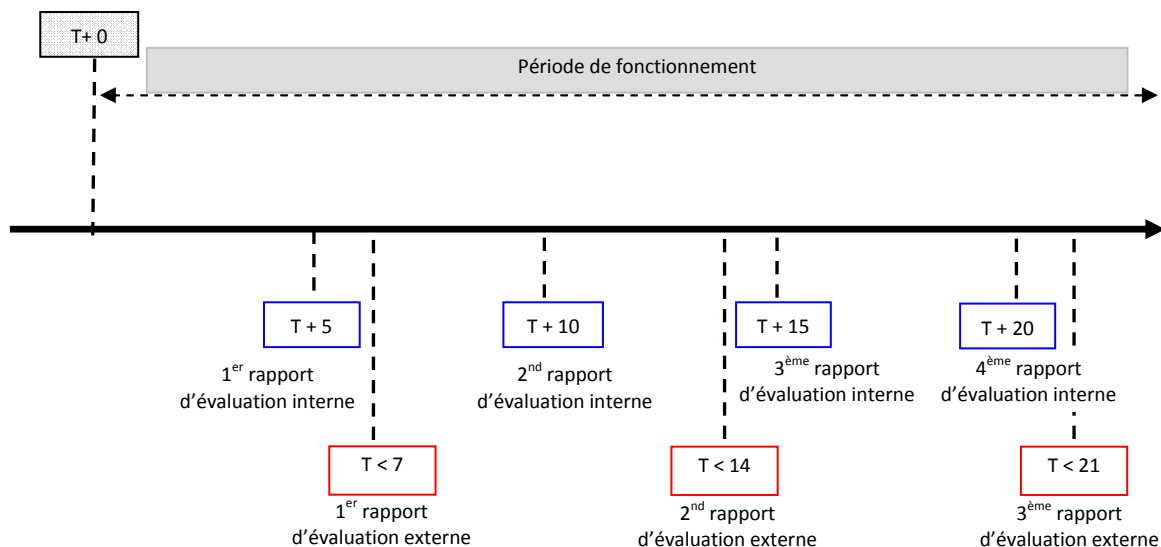 T+ 0
Période de fonctionnement
T + 5
T + 10
T + 15
T + 20
1er rapport
d’évaluation interne
2nd rapport
d’évaluation interne
3ème rapport
d’évaluation interne
4ème rapport
d’évaluation interne
T < 7
T < 14
T < 21
1er rapport
d’évaluation externe
2nd rapport
d’évaluation externe
3ème rapport
d’évaluation externe